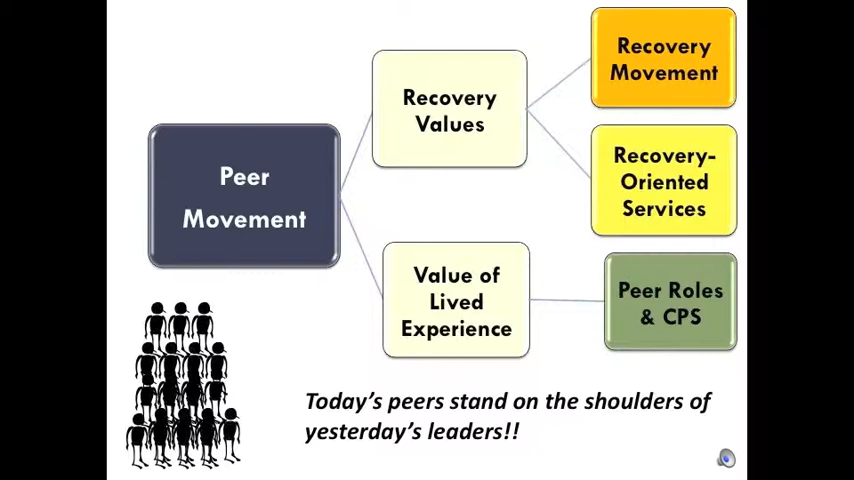 Peer
Movement
Recovery
Values
Value of
Lived
Experience
Recovery
Movement
Recovery-
Oriented
Services
Peer Roles
& CPS
Today's peers stand on the shoulders of
yesterday's leaders!!